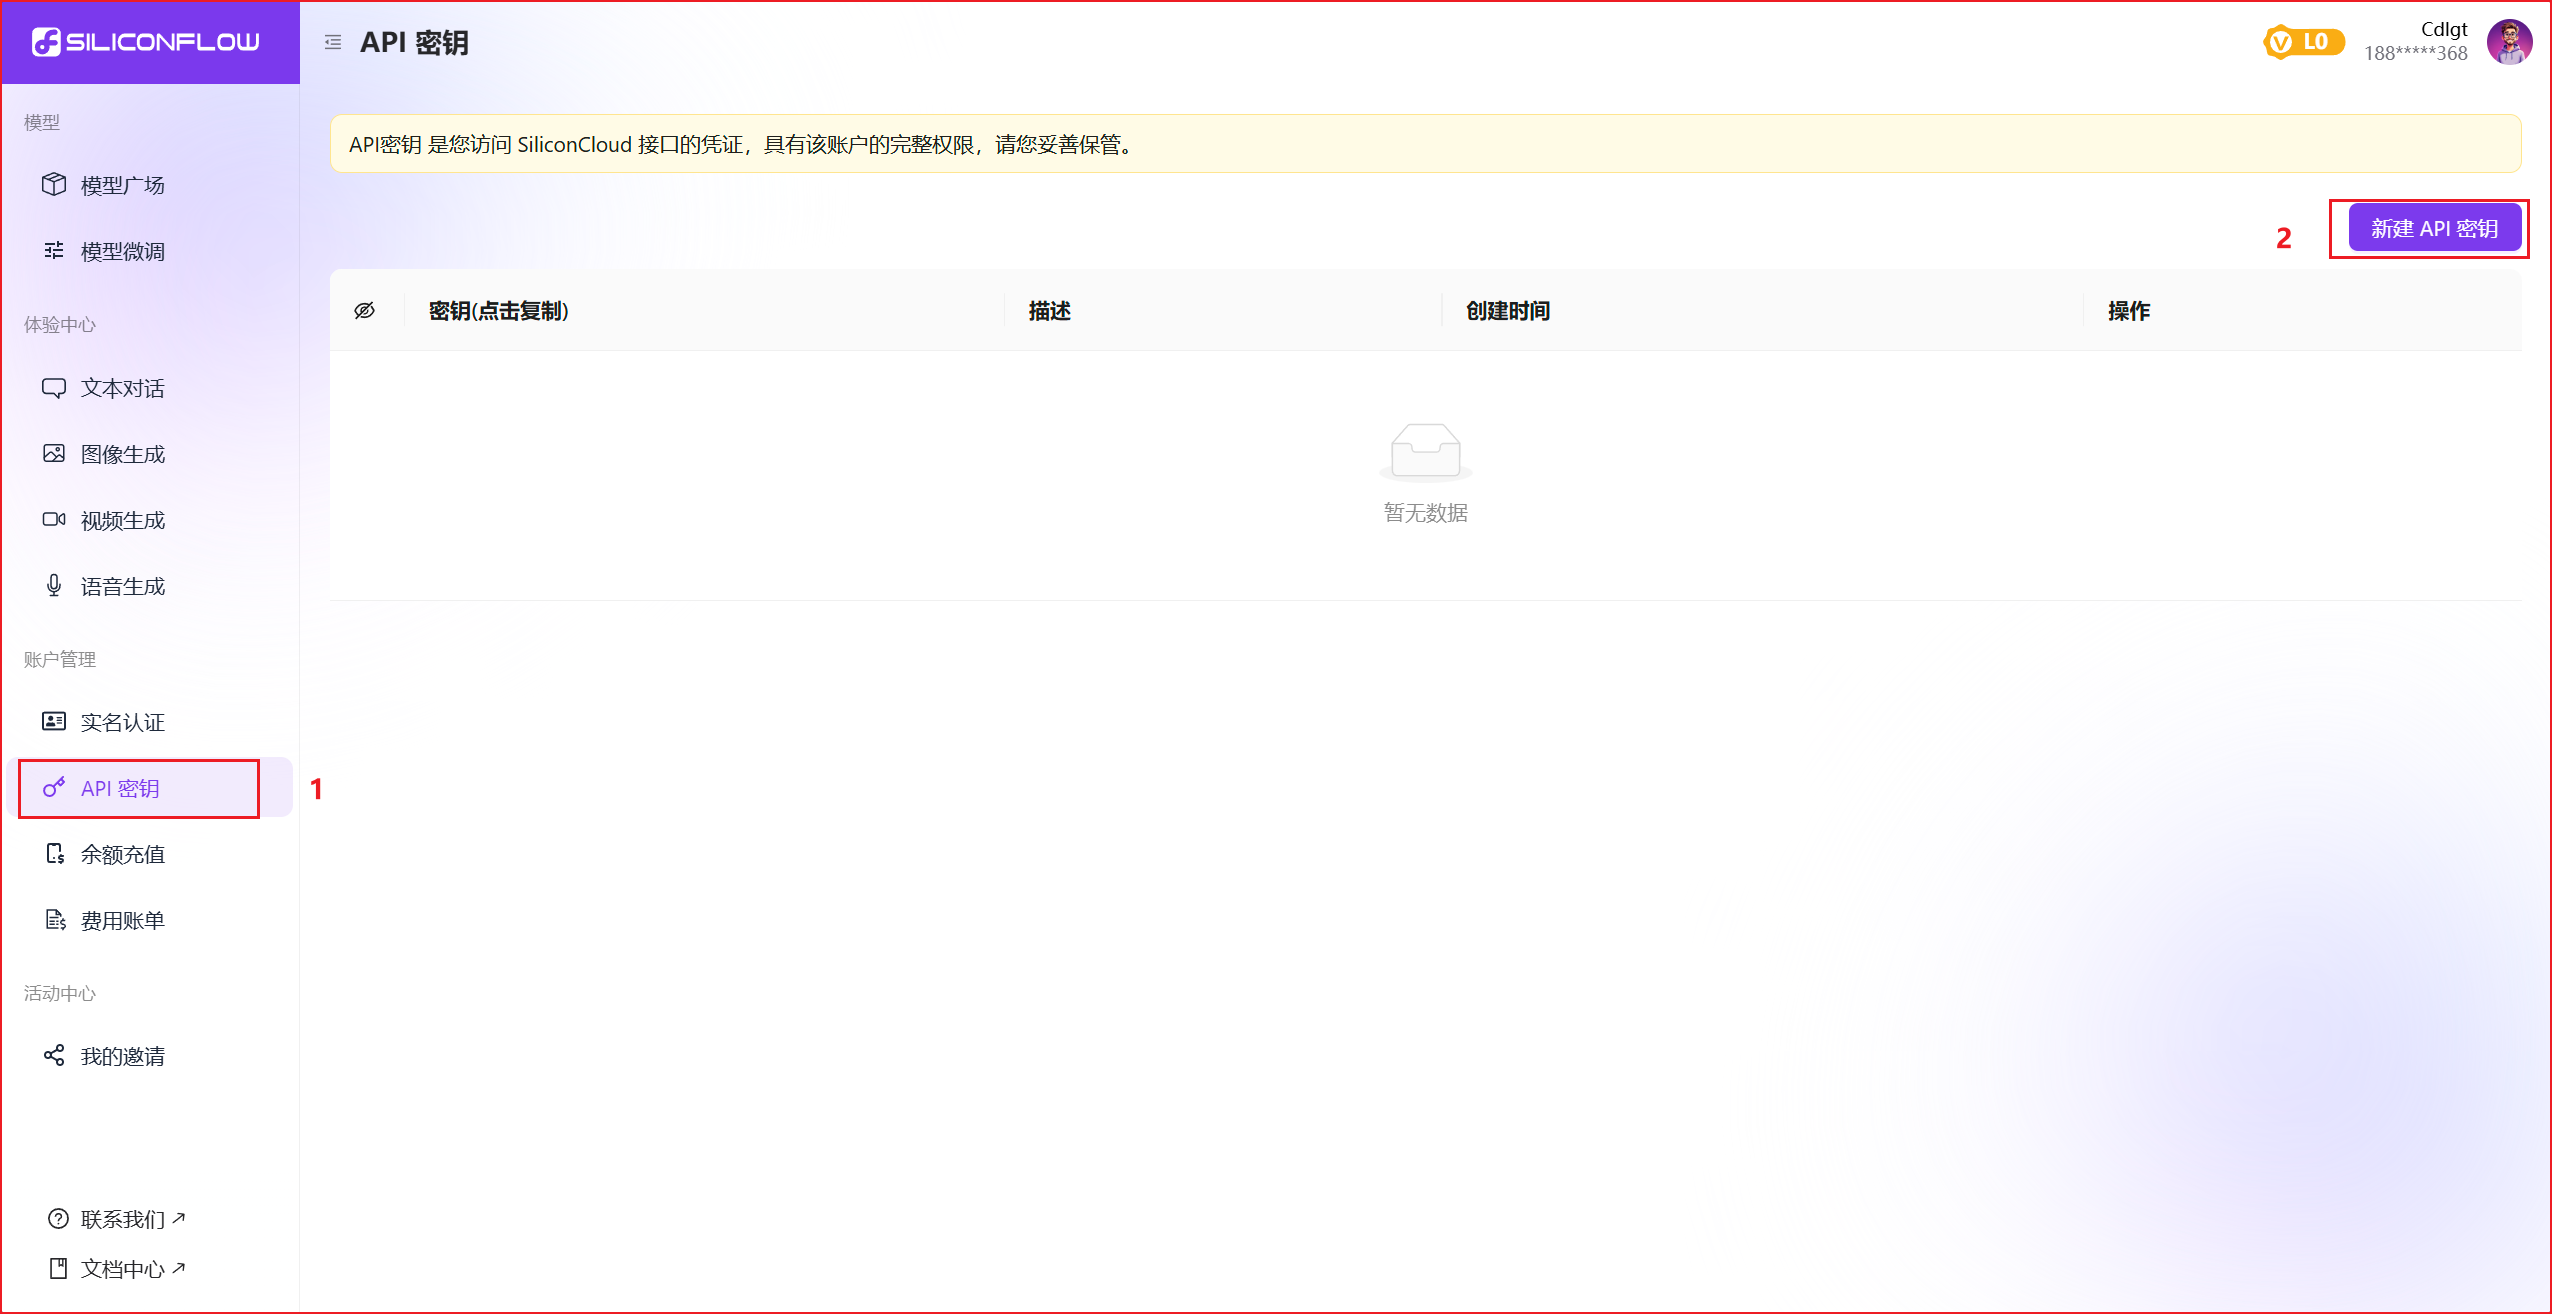 SILICONFLOW
API 密钥
L0
Cdlgt
188*****368
模型
模型广场
模型微调
体验中心
文本对话
图像生成
视频生成
语音生成
账户管理
实名认证
API 密钥
1
余额充值
费用账单
活动中心
我的邀请
联系我们
文档中心
API密钥 是您访问 SiliconCloud 接口的凭证，具有该账户的完整权限，请您妥善保管。
2
新建 API 密钥
密钥(点击复制) 描述 创建时间 操作
暂无数据